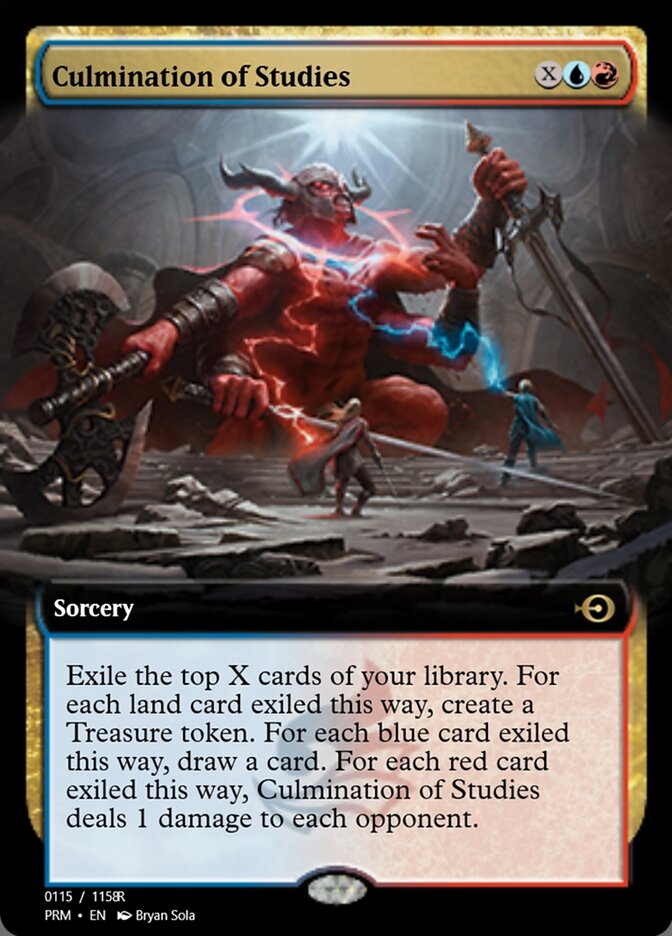 Culmination of Studies
X
Sorcery
Exile the top X cards of your library. For
each land card exiled this way, create a
Treasure token. For each blue card exiled
this way, draw a card. For each red card
exiled this way, Culmination of Studies
deals 1 damage to each opponent.
0115 / 1158R
PRM • EN Bryan Sola